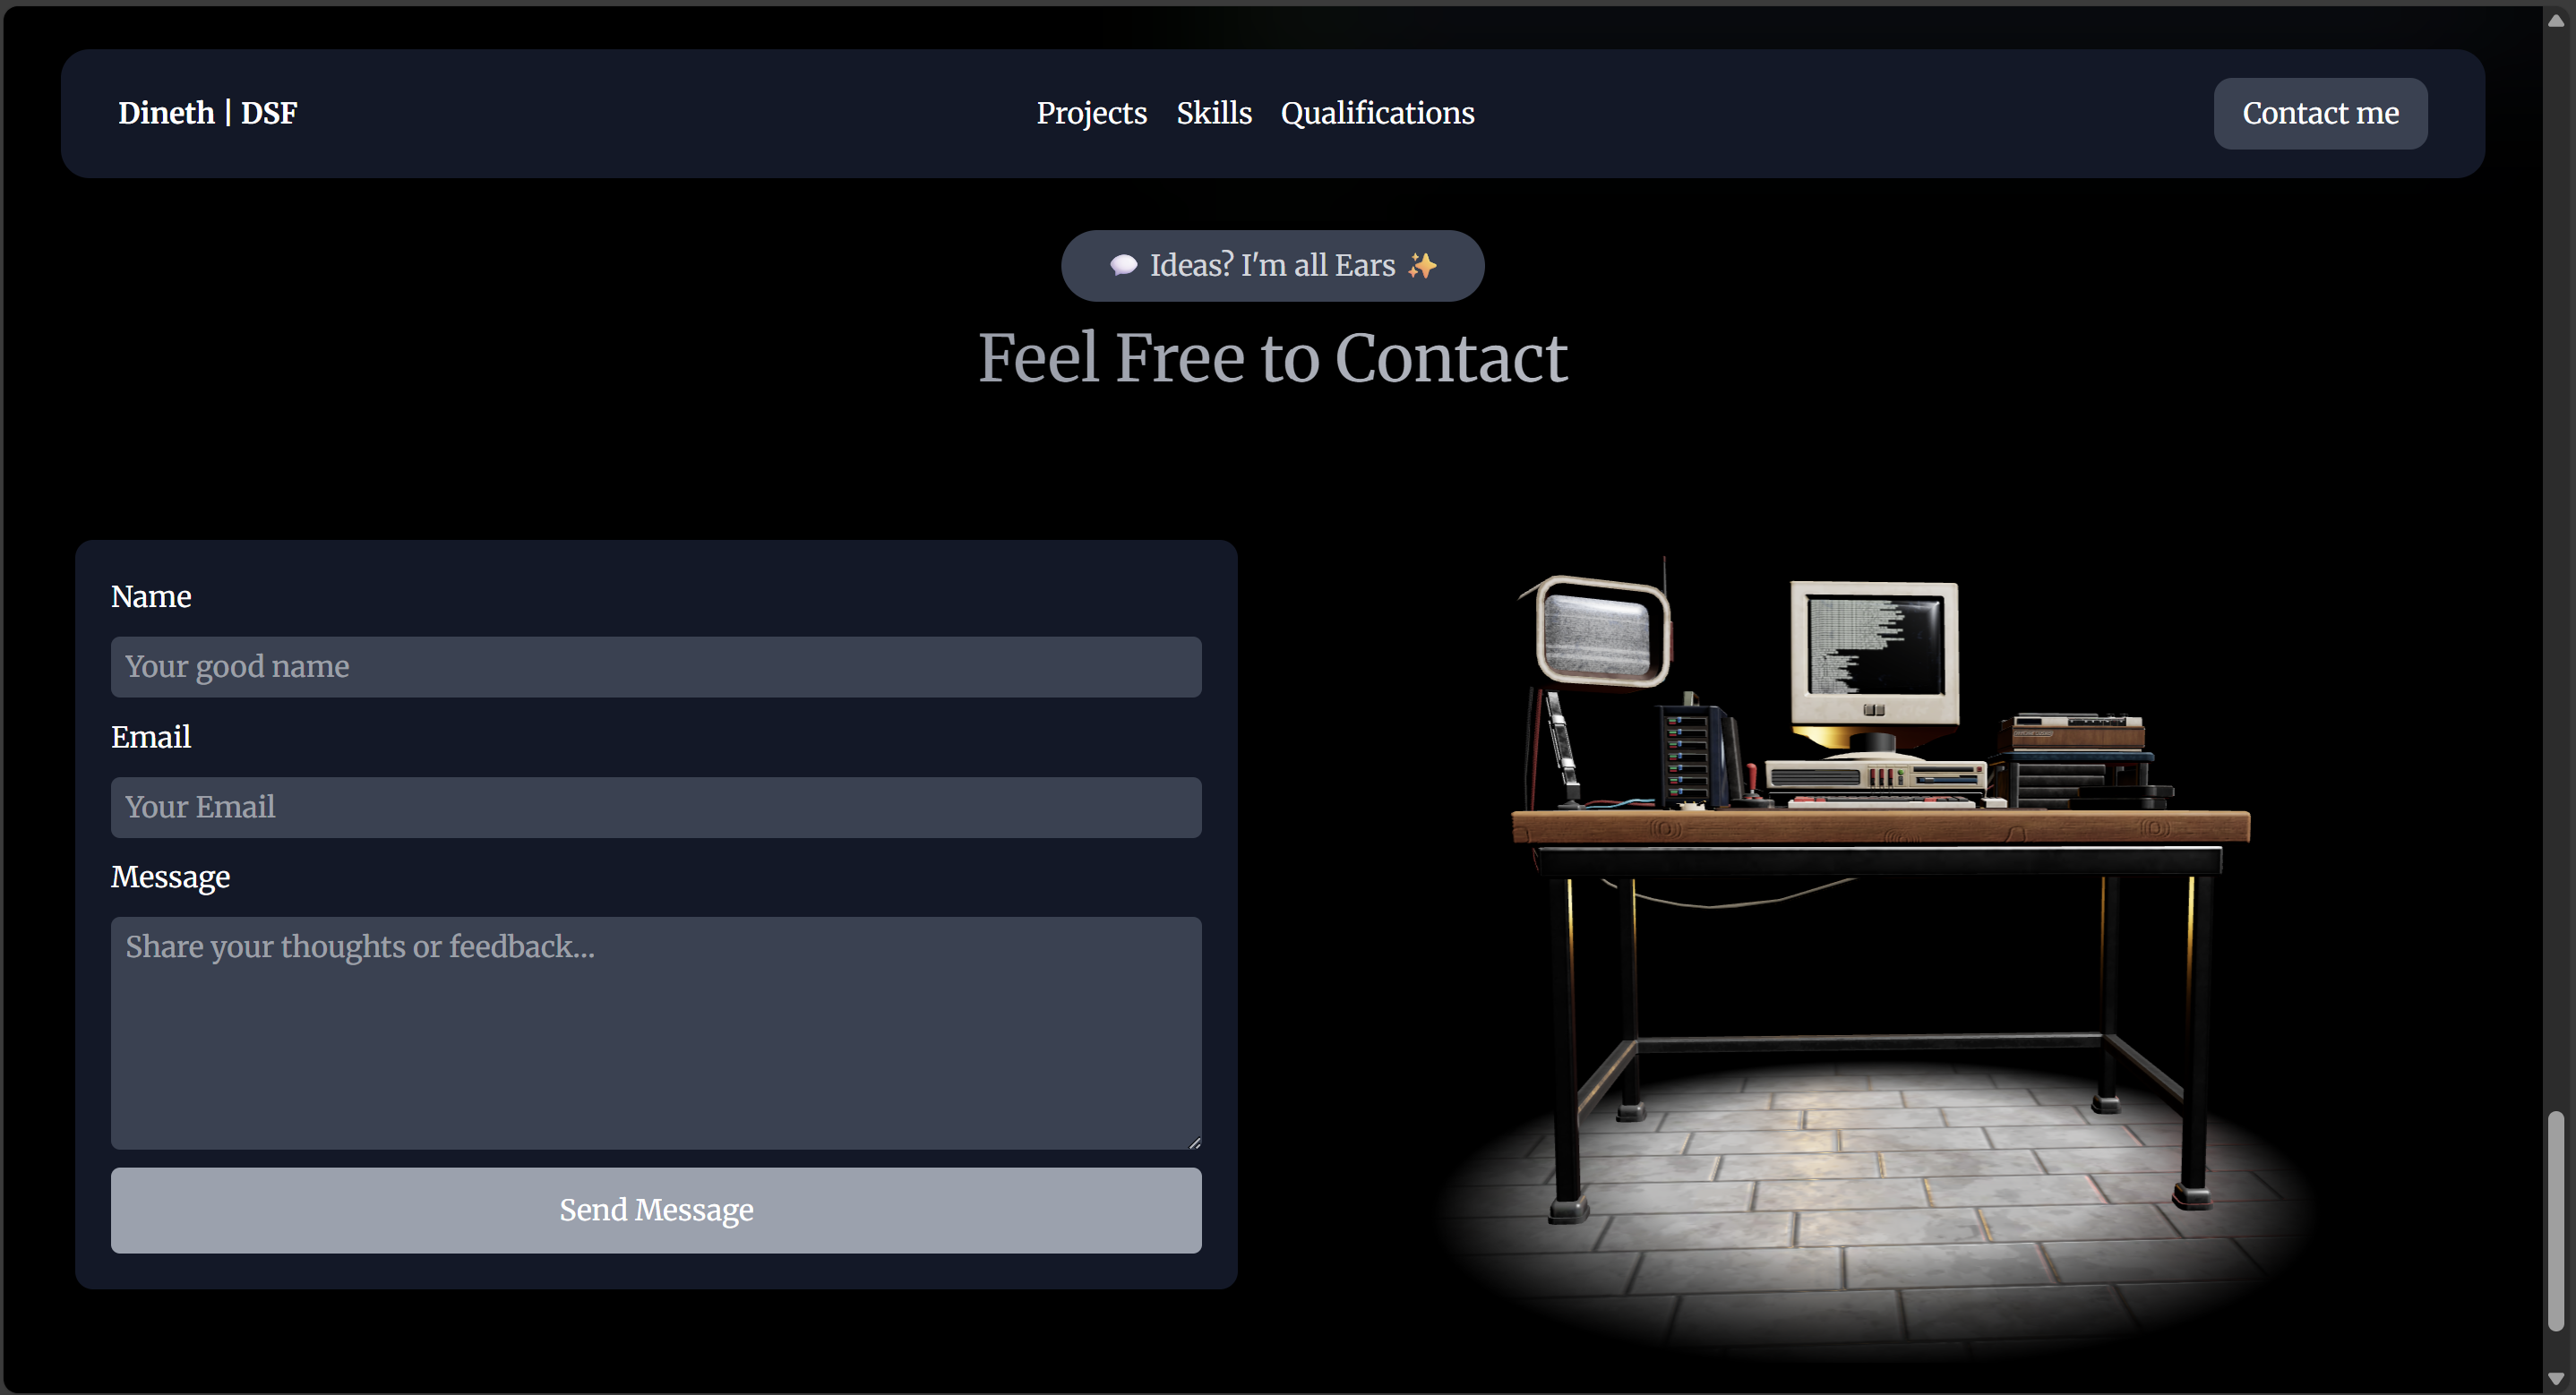 Dineth | DSF
Projects Skills Qualifications
Contact me
💬 Ideas? I'm all Ears ✨
Feel Free to Contact
Name
Your good name
Email
Your Email
Message
Share your thoughts or feedback...
Send Message